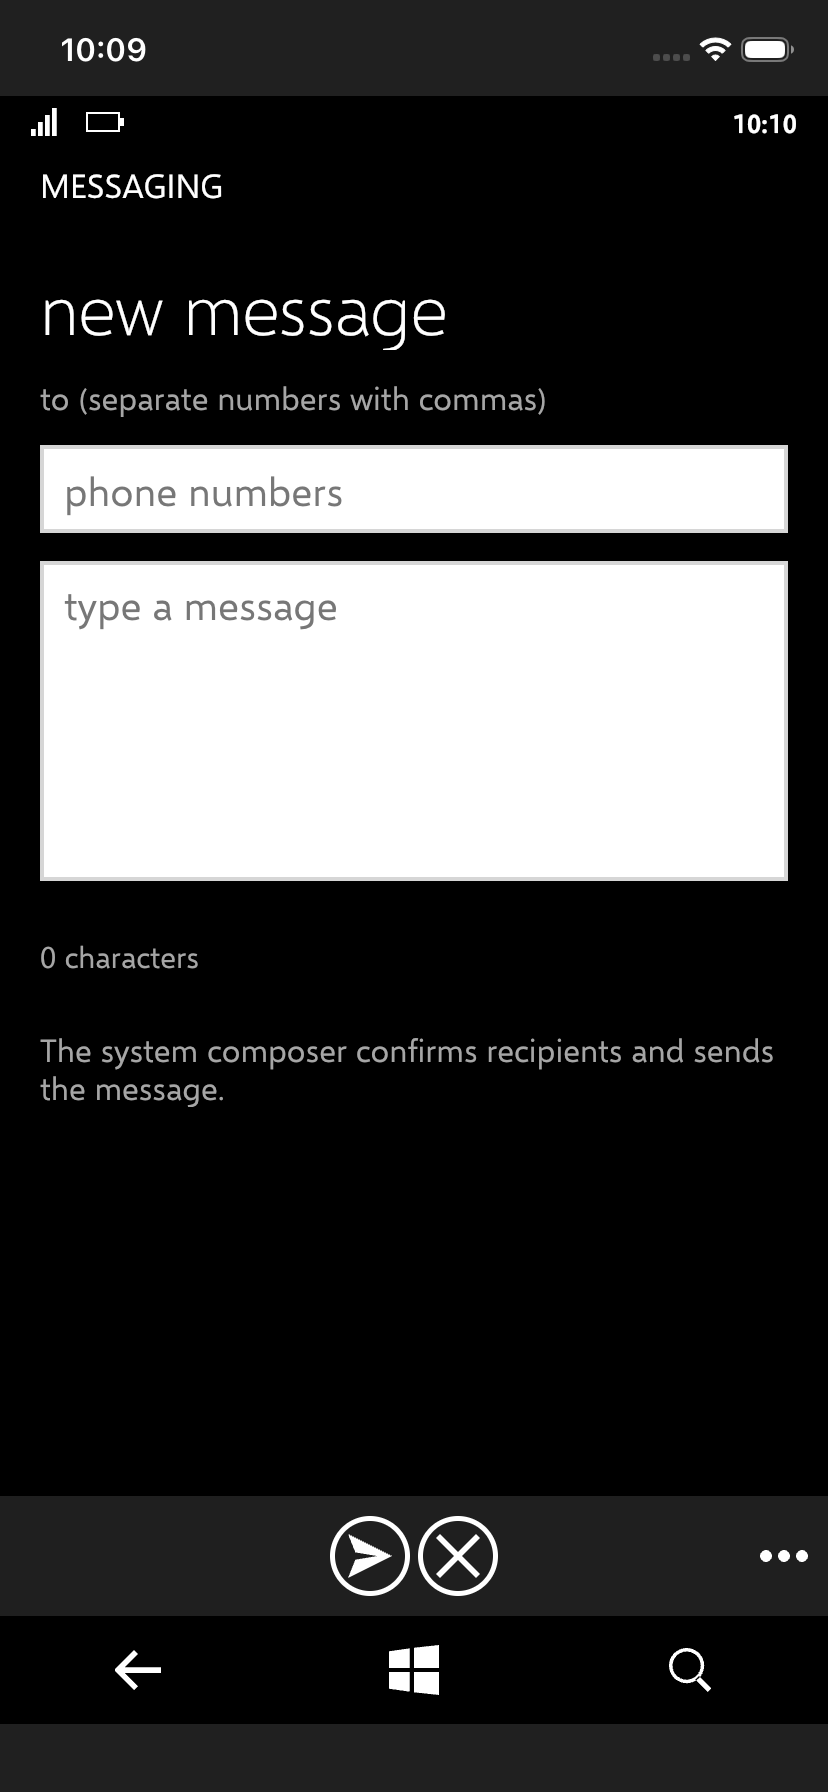 10:09
10:10
MESSAGING
new message
to (separate numbers with commas)
phone numbers
type a message
0 characters
The system composer confirms recipients and sends
the message.